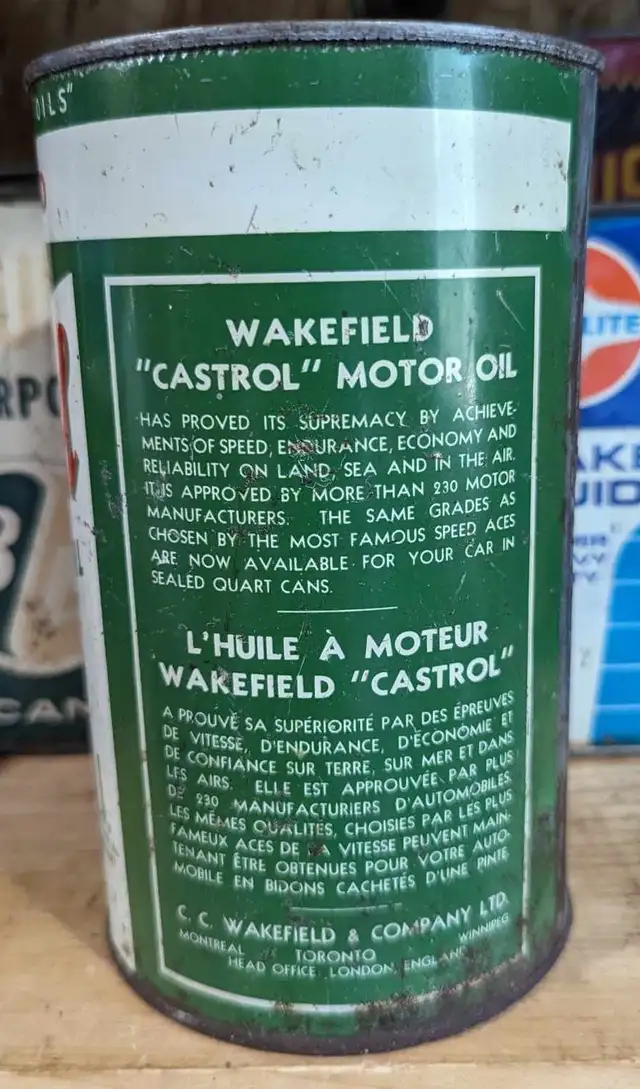 OILS"
WAKEFIELD
"CASTROL" MOTOR OIL
HAS PROVED ITS SUPREMACY BY ACHIEVE-
MENTS OF SPEED, ENDURANCE, ECONOMY AND
RELIABILITY ON LAND, SEA AND IN THE AIR.
IT IS APPROVED BY MORE THAN 230 MOTOR
MANUFACTURERS. THE SAME GRADES AS
CHOSEN BY THE MOST FAMOUS SPEED ACES
ARE NOW AVAILABLE FOR YOUR CAR IN
SEALED QUART CANS.
L'HUILE À MOTEUR
WAKEFIELD "CASTROL"
A PROUVÉ SA SUPÉRIORITÉ PAR DES ÉPREUVES
DE VITESSE, D'ENDURANCE, D'ÉCONOMIE ET
DE CONFIANCE SUR TERRE, SUR MER ET DANS
LES AIRS. ELLE EST APPROUVÉE PAR PLUS
DE 230 MANUFACTURIERS D'AUTOMOBILES.
LES MÊMES QUALITÉS, CHOISIES PAR LES PLUS
FAMEUX ACES DE LA VITESSE PEUVENT MAIN-
TENANT ÊTRE OBTENUES POUR VOTRE AUTO-
MOBILE EN BIDONS CACHETÉS D'UNE PINTE
C. C. WAKEFIELD & COMPANY LTD.
MONTREAL TORONTO WINNIPEG
HEAD OFFICE, LONDON, ENGLAND
LITE
AKE
UID
RPO
CAN